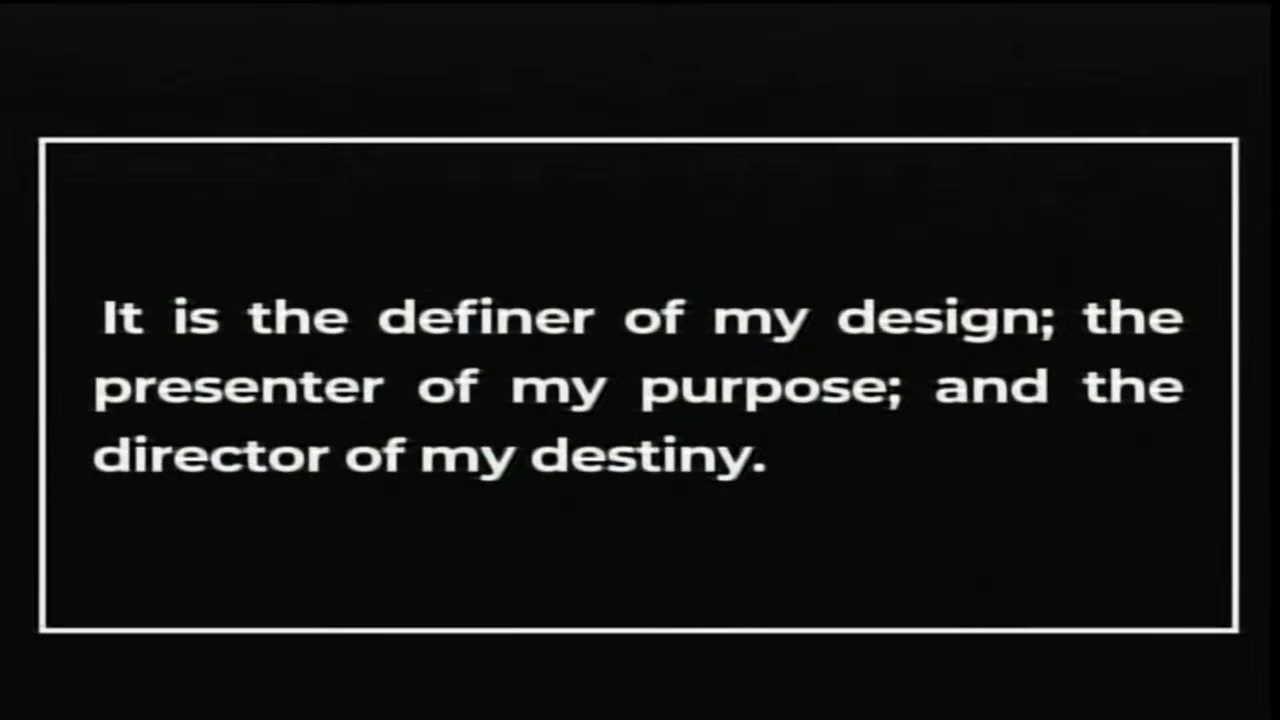 It is the definer of my design; the
presenter of my purpose; and the
director of my destiny.